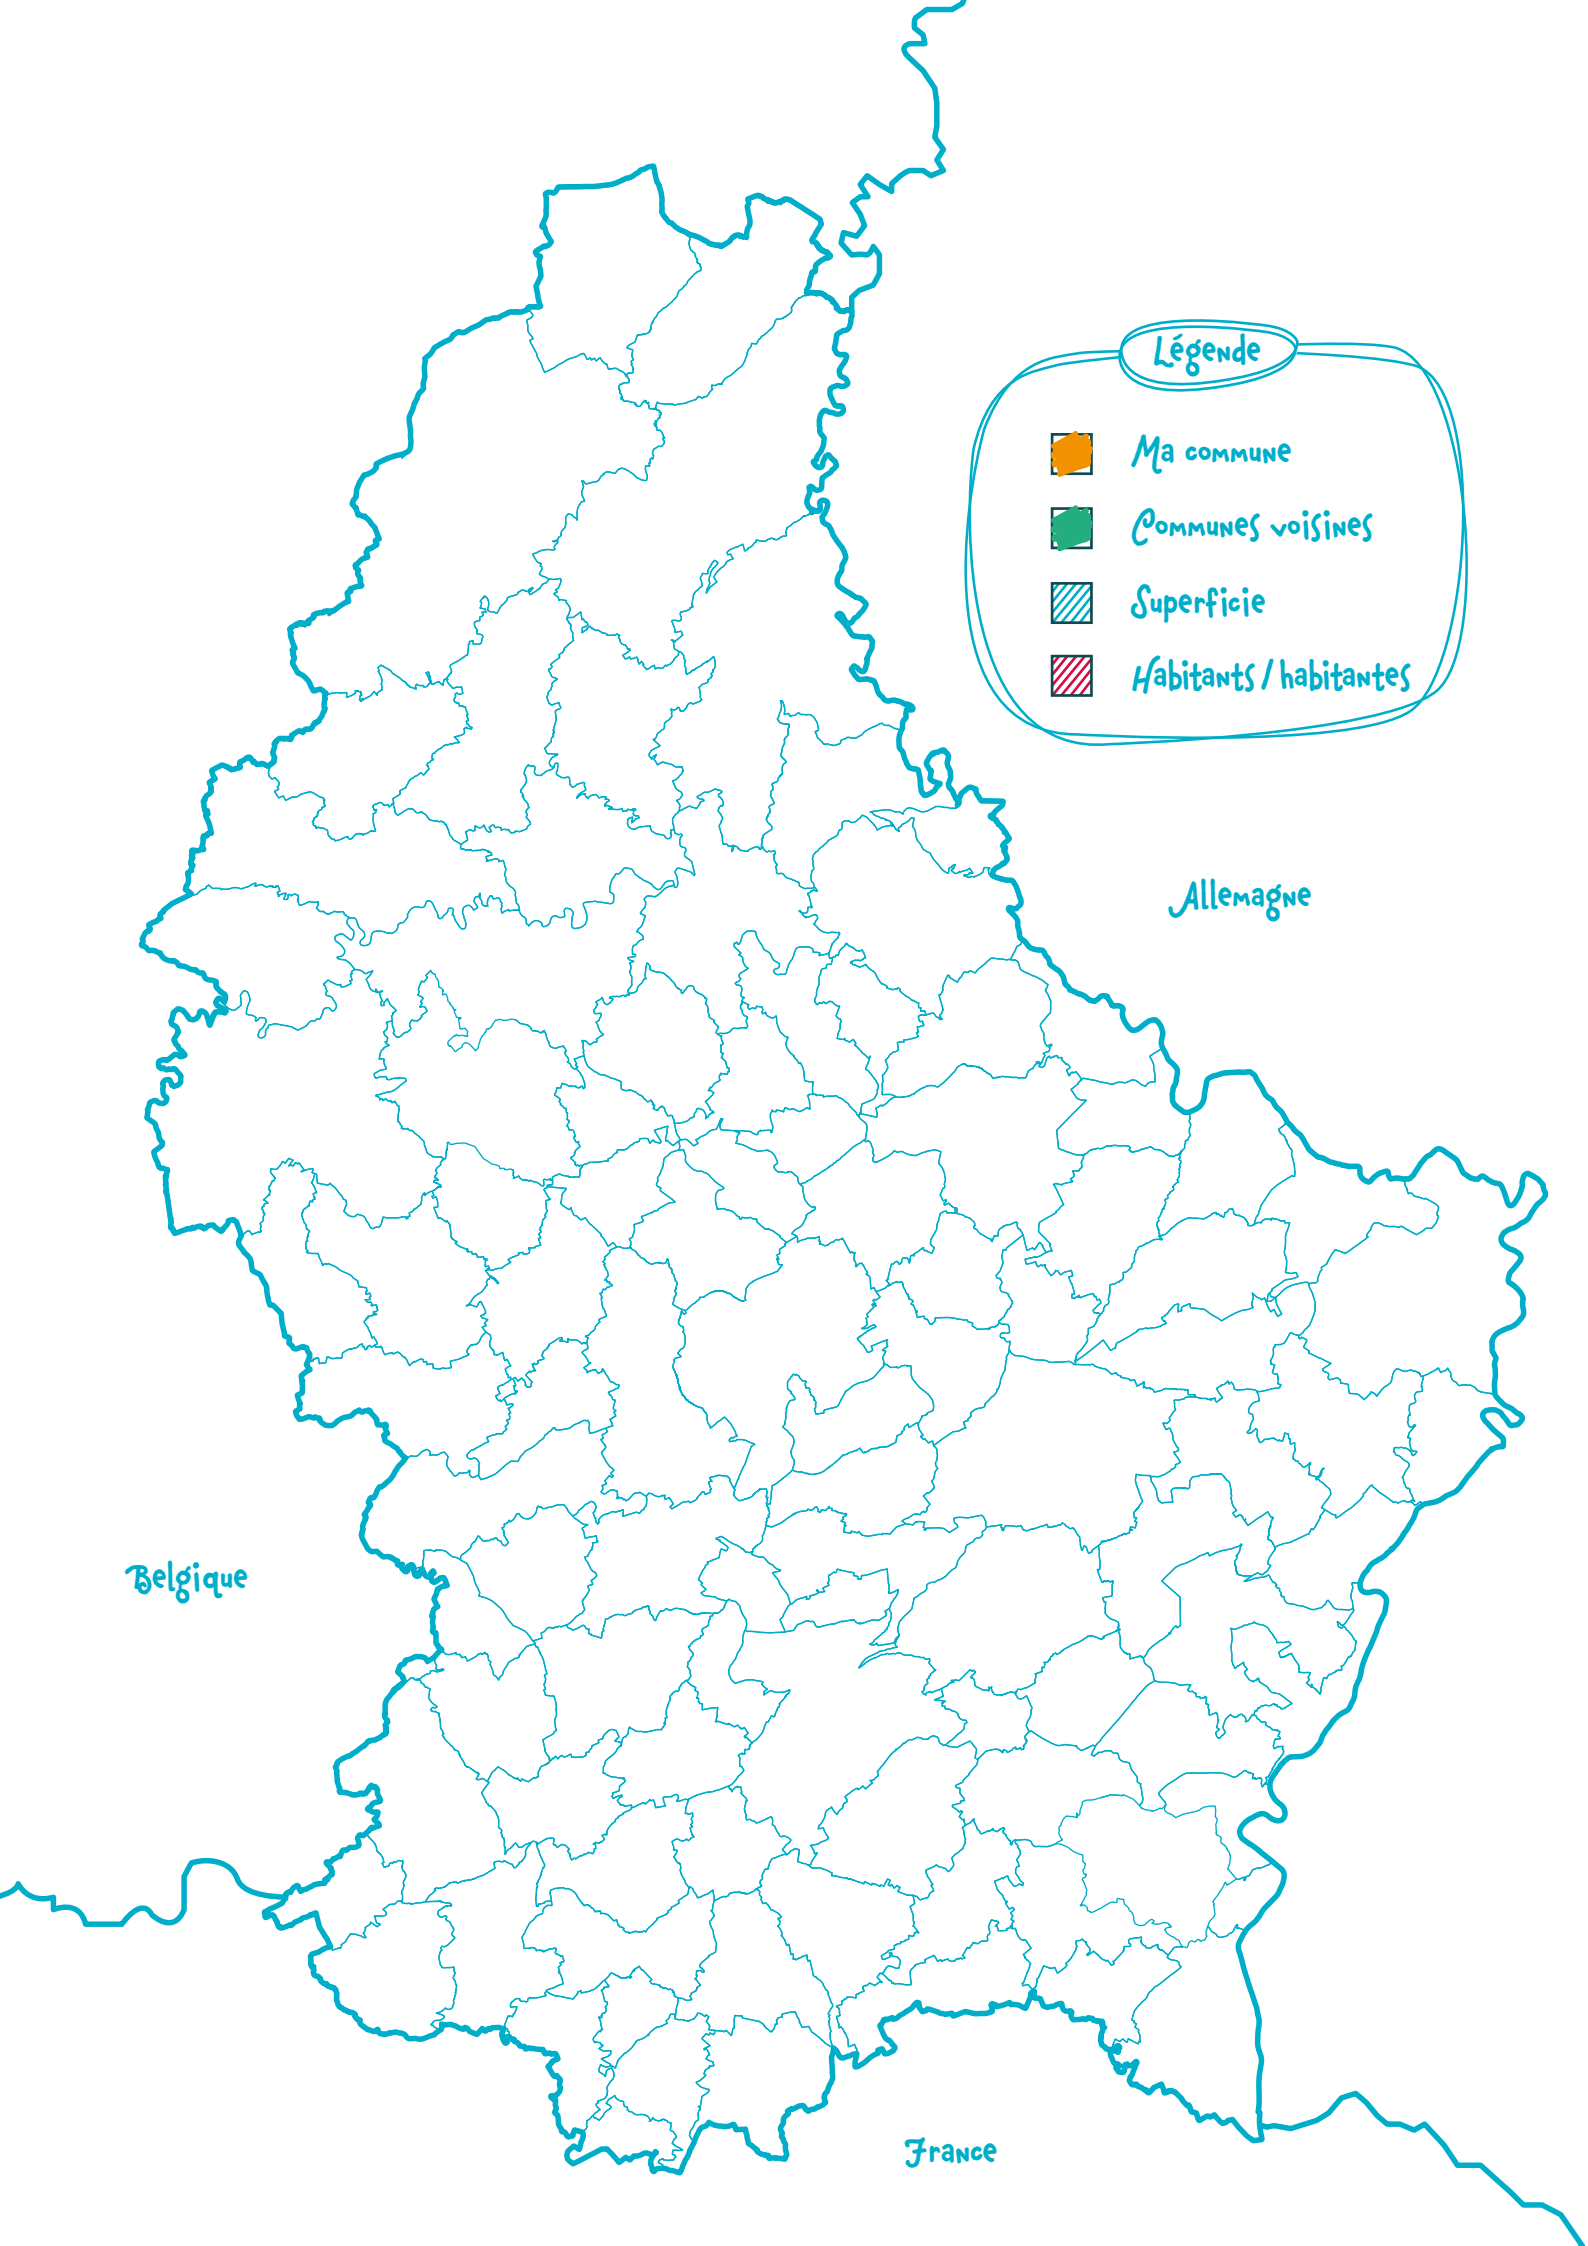 Légende
Ma commune
Communes voisines
Superficie
Habitants / habitantes
Allemagne
Belgique
France